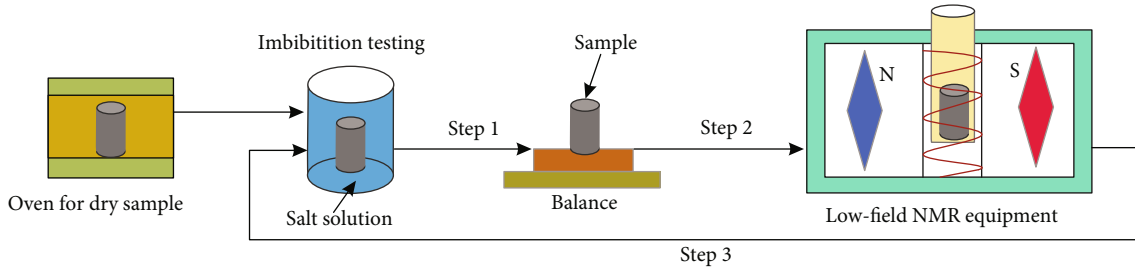 Imbibitition testing
Sample
N
S
Step 1
Step 2
Oven for dry sample
Salt solution
Balance
Low-field NMR equipment
Step 3